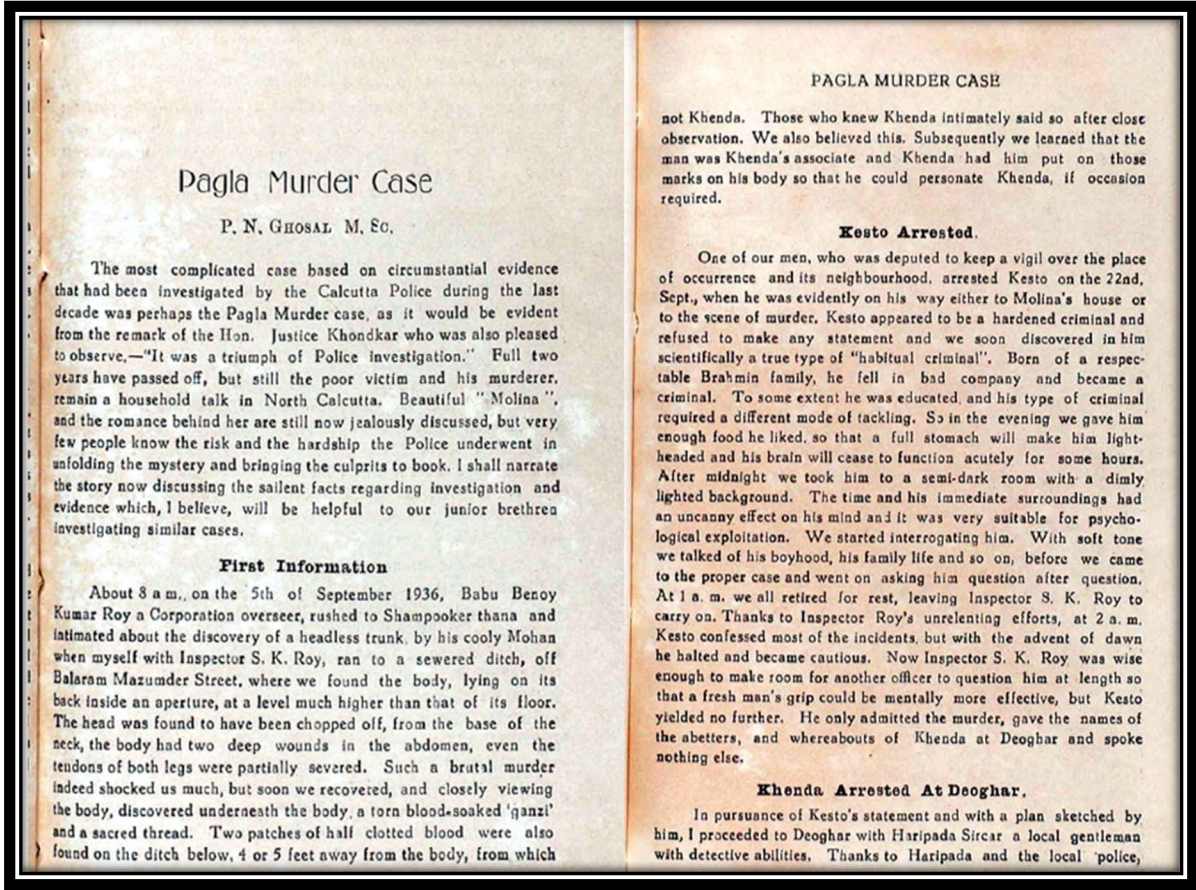 Pagla Murder Case
P. N. GHOSAL M. Sc.
The most complicated case based on circumstantial evidence
that had been investigated by the Calcutta Police during the last
decade was perhaps the Pagla Murder case, as it would be evident
from the remark of the Hon. Justice Khondkar who was also pleased
to observe,—"It was a triumph of Police investigation." Full two
years have passed off, but still the poor victim and his murderer,
remain a household talk in North Calcutta. Beautiful "Molina",
and the romance behind her are still now jealously discussed, but very
few people know the risk and the hardship the Police underwent in
unfolding the mystery and bringing the culprits to book. I shall narrate
the story now discussing the sailent facts regarding investigation and
evidence which, I believe, will be helpful to our junior brethren
investigating similar cases.
First Information
About 8 a m., on the 5th of September 1936, Babu Benoy
Kumar Roy a Corporation overseer, rushed to Shampooker thana and
intimated about the discovery of a headless trunk, by his cooly Mohan
when myself with Inspector S. K. Roy, ran to a sewered ditch, off
Balaram Mazumder Street, where we found the body, lying on its
back inside an aperture, at a level much higher than that of its floor.
The head was found to have been chopped off, from the base of the
neck, the body had two deep wounds in the abdomen, even the
tendons of both legs were partially severed. Such a brutal murder
indeed shocked us much, but soon we recovered, and closely viewing
the body, discovered underneath the body, a torn blood-soaked 'ganzi'
and a sacred thread. Two patches of half clotted blood were also
found on the ditch below, 4 or 5 feet away from the body, from which
PAGLA MURDER CASE
not Khenda. Those who knew Khenda intimately said so after close
observation. We also believed this. Subsequently we learned that the
man was Khenda's associate and Khenda had him put on those
marks on his body so that he could personate Khenda, if occasion
required.
Kesto Arrested.
One of our men, who was deputed to keep a vigil over the place
of occurrence and its neighbourhood, arrested Kesto on the 22nd,
Sept., when he was evidently on his way either to Molina's house or
to the scene of murder. Kesto appeared to be a hardened criminal and
refused to make any statement and we soon discovered in him
scientifically a true type of "habitual criminal". Born of a respec-
table Brahmin family, he fell in bad company and became a
criminal. To some extent he was educated, and his type of criminal
required a different mode of tackling. So in the evening we gave him
enough food he liked, so that a full stomach will make him light-
headed and his brain will cease to function acutely for some hours.
After midnight we took him to a semi-dark room with a dimly
lighted background. The time and his immediate surroundings had
an uncanny effect on his mind and it was very suitable for psycho-
logical exploitation. We started interrogating him. With soft tone
we talked of his boyhood, his family life and so on, before we came
to the proper case and went on asking him question after question.
At 1 a. m. we all retired for rest, leaving Inspector S. K. Roy to
carry on. Thanks to Inspector Roy's unrelenting efforts, at 2 a. m.
Kesto confessed most of the incidents, but with the advent of dawn
he halted and became cautious. Now Inspector S. K. Roy was wise
enough to make room for another officer to question him at length so
that a fresh man's grip could be mentally more effective, but Kesto
yielded no further. He only admitted the murder, gave the names of
the abetters, and whereabouts of Khenda at Deoghar and spoke
nothing else.
Khenda Arrested At Deoghar.
In pursuance of Kesto's statement and with a plan sketched by
him, I proceeded to Deoghar with Haripada Sircar a local gentleman
with detective abilities. Thanks to Haripada and the local police,